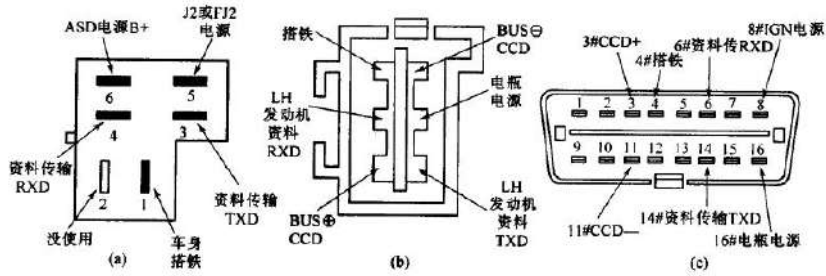 J2或FJ2
电源
ASD电源B+
6
5
4
3
资料传输
RXD
资料传输
TXD
2
1
没使用
车身
搭铁
(a)
搭铁
BUS⊖
CCD
LH
发动机
资料
RXD
电瓶
电源
BUS⊕
CCD
LH
发动机
资料
TXD
(b)
8#IGN电源
3#CCD+
6#资料传RXD
4#搭铁
1 2 3 4 5 6 7 8
9 10 11 12 13 14 15 16
14#资料传输TXD
11#CCD—
16#电瓶电源
(c)